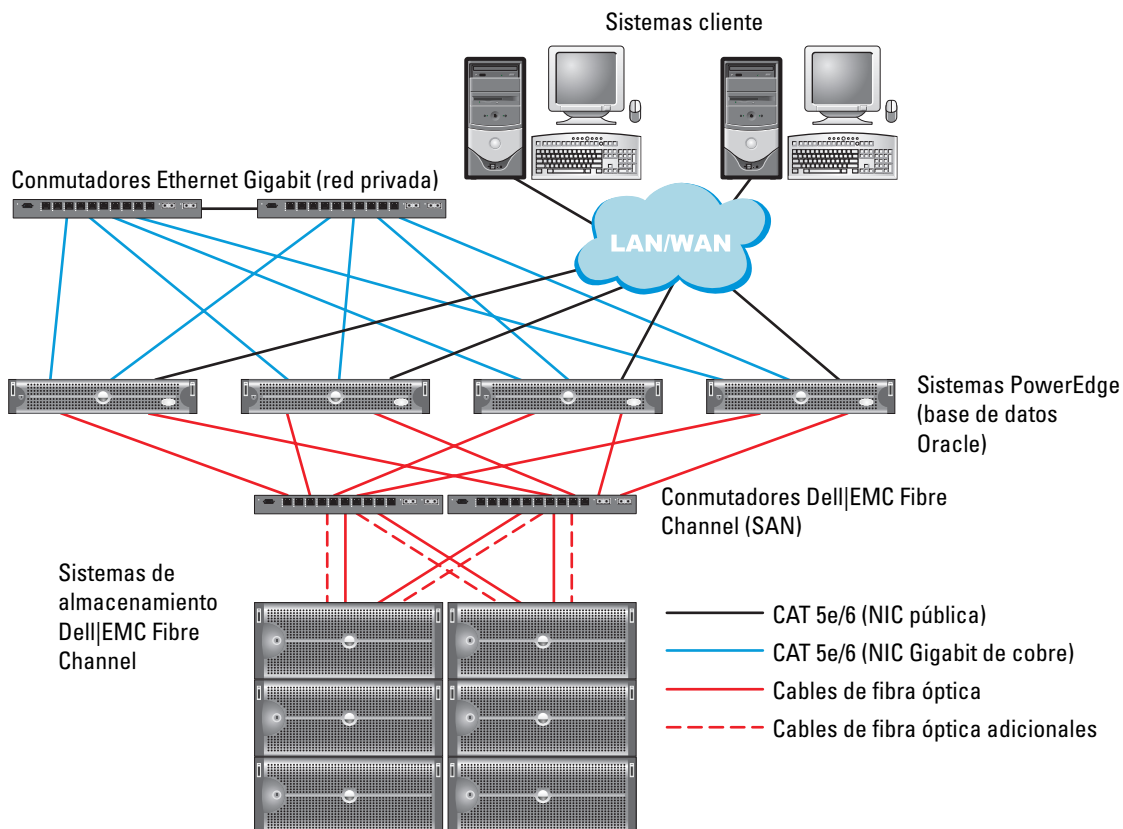 Sistemas cliente
Conmutadores Ethernet Gigabit (red privada)
LAN/WAN
Sistemas PowerEdge
(base de datos
Oracle)
Conmutadores Dell|EMC Fibre
Channel (SAN)
Sistemas de
almacenamiento
Dell|EMC Fibre
Channel
CAT 5e/6 (NIC pública)
CAT 5e/6 (NIC Gigabit de cobre)
Cables de fibra óptica
Cables de fibra óptica adicionales